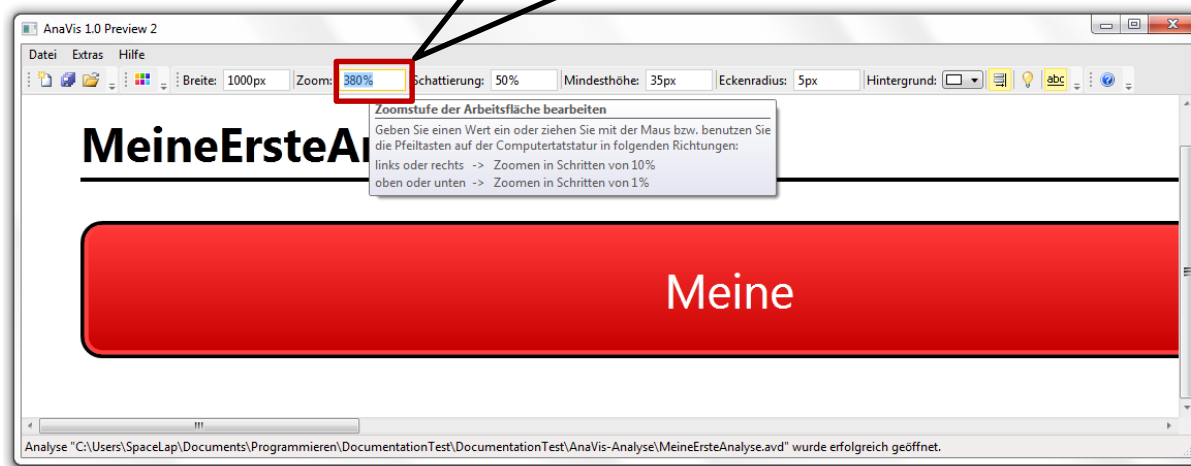 AnaVis 1.0 Preview 2
Datei Extras Hilfe
Breite: 1000px Zoom: 380% Schattierung: 50% Mindesthöhe: 35px Eckenradius: 5px Hintergrund: abc
Zoomstufe der Arbeitsfläche bearbeiten
Geben Sie einen Wert ein oder ziehen Sie mit der Maus bzw. benutzen Sie
die Pfeiltasten auf der Computertatstatur in folgenden Richtungen:
links oder rechts -> Zoomen in Schritten von 10%
oben oder unten -> Zoomen in Schritten von 1%
MeineErsteA
Meine
Analyse "C:\Users\SpaceLap\Documents\Programmieren\DocumentationTest\DocumentationTest\AnaVis-Analyse\MeineErsteAnalyse.avd" wurde erfolgreich geöffnet.